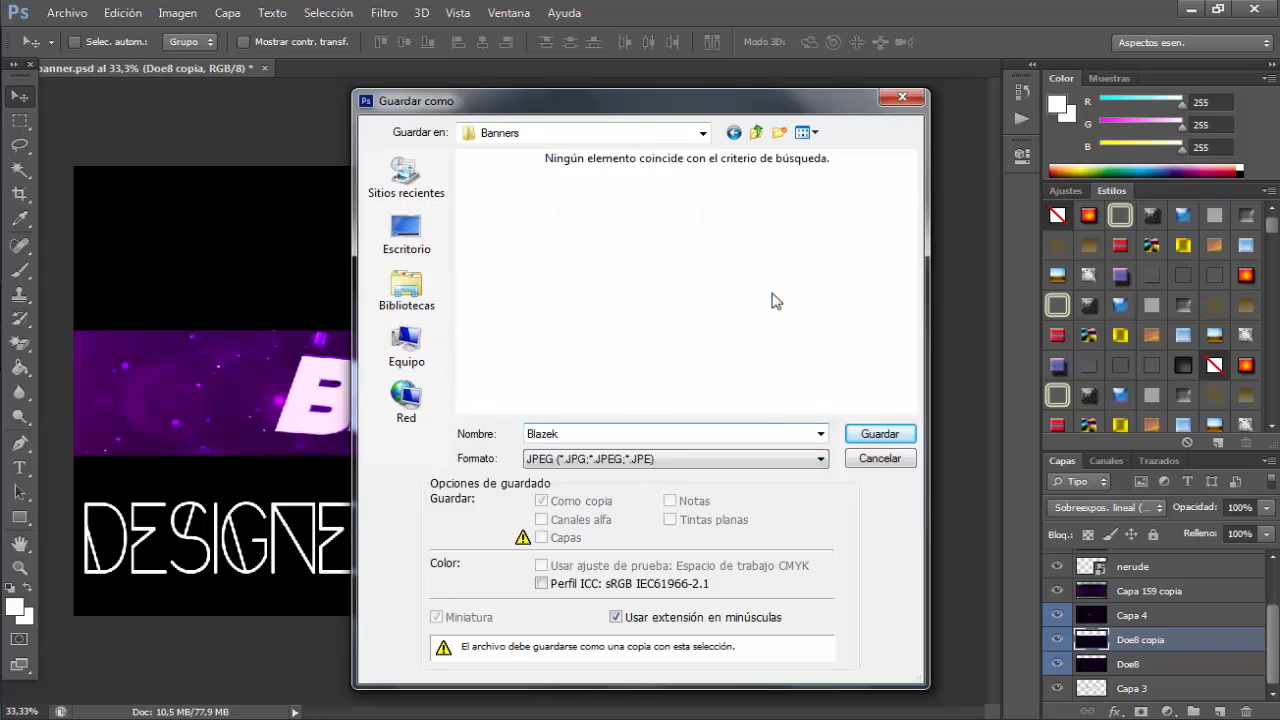 Ps Archivo Edición Imagen Capa Texto Selección Filtro 3D Vista Ventana Ayuda
Selec. autom.: Grupo Mostrar contr. transf. Modo 3D: Aspectos esen.
banner.psd al 33,3% (Doe8 copia, RGB/8) * ×
Guardar como
Guardar en: Banners
Ningún elemento coincide con el criterio de búsqueda.
Sitios recientes
Escritorio
Bibliotecas
Equipo
Red
Nombre: Blazek Guardar
Formato: JPEG (*.JPG;*.JPEG;*.JPE) Cancelar
Opciones de guardado
Guardar: Como copia Notas
Canales alfa Tintas planas
Capas
Color: Usar ajuste de prueba: Espacio de trabajo CMYK
Perfil ICC: sRGB IEC61966-2.1
Miniatura Usar extensión en minúsculas
El archivo debe guardarse como una copia con esta selección.
B
DESIGNE
Color Muestras
R 255
G 255
B 255
Ajustes Estilos
Capas Canales Trazados
Tipo
Sobreexpos. lineal (... Opacidad: 100%
Bloq.: Relleno: 100%
nerude
Capa 159 copia
Capa 4
Doe8 copia
Doe8
Capa 3
33,33% Doc: 10,5 MB/77,9 MB